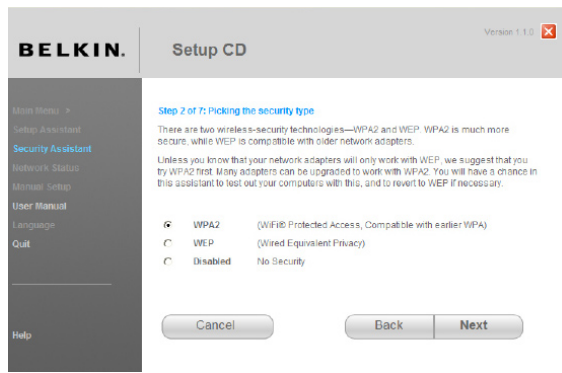 Version 1.1.0
BELKIN.
Setup CD
Main Menu
Setup Assistant
Security Assistant
Network Status
Manual Setup
User Manual
Language
Quit
Help
Step 2 of 7: Picking the security type
There are two wireless-security technologies—WPA2 and WEP. WPA2 is much more
secure, while WEP is compatible with older network adapters.
Unless you know that your network adapters will only work with WEP, we suggest that you
try WPA2 first. Many adapters can be upgraded to work with WPA2. You will have a chance in
this assistant to test out your computers with this, and to revert to WEP if necessary.
WPA2 (WiFi® Protected Access, Compatible with earlier WPA)
WEP (Wired Equivalent Privacy)
Disabled No Security
Cancel
Back Next